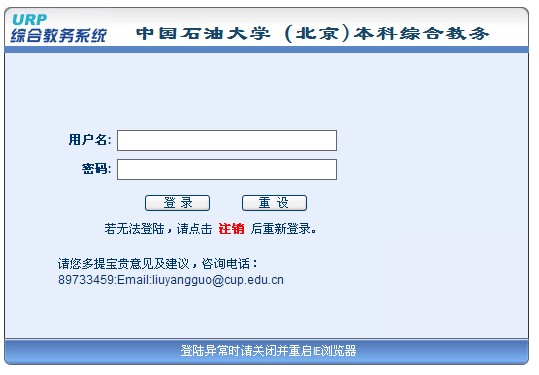 URP
综合教务系统
中国石油大学（北京）本科综合教务
用户名:
密码:
登 录 重 设
若无法登陆，请点击 注销 后重新登录。
请您多提宝贵意见及建议，咨询电话：
89733459:Email:liuyangguo@cup.edu.cn
登陆异常时请关闭并重启IE浏览器